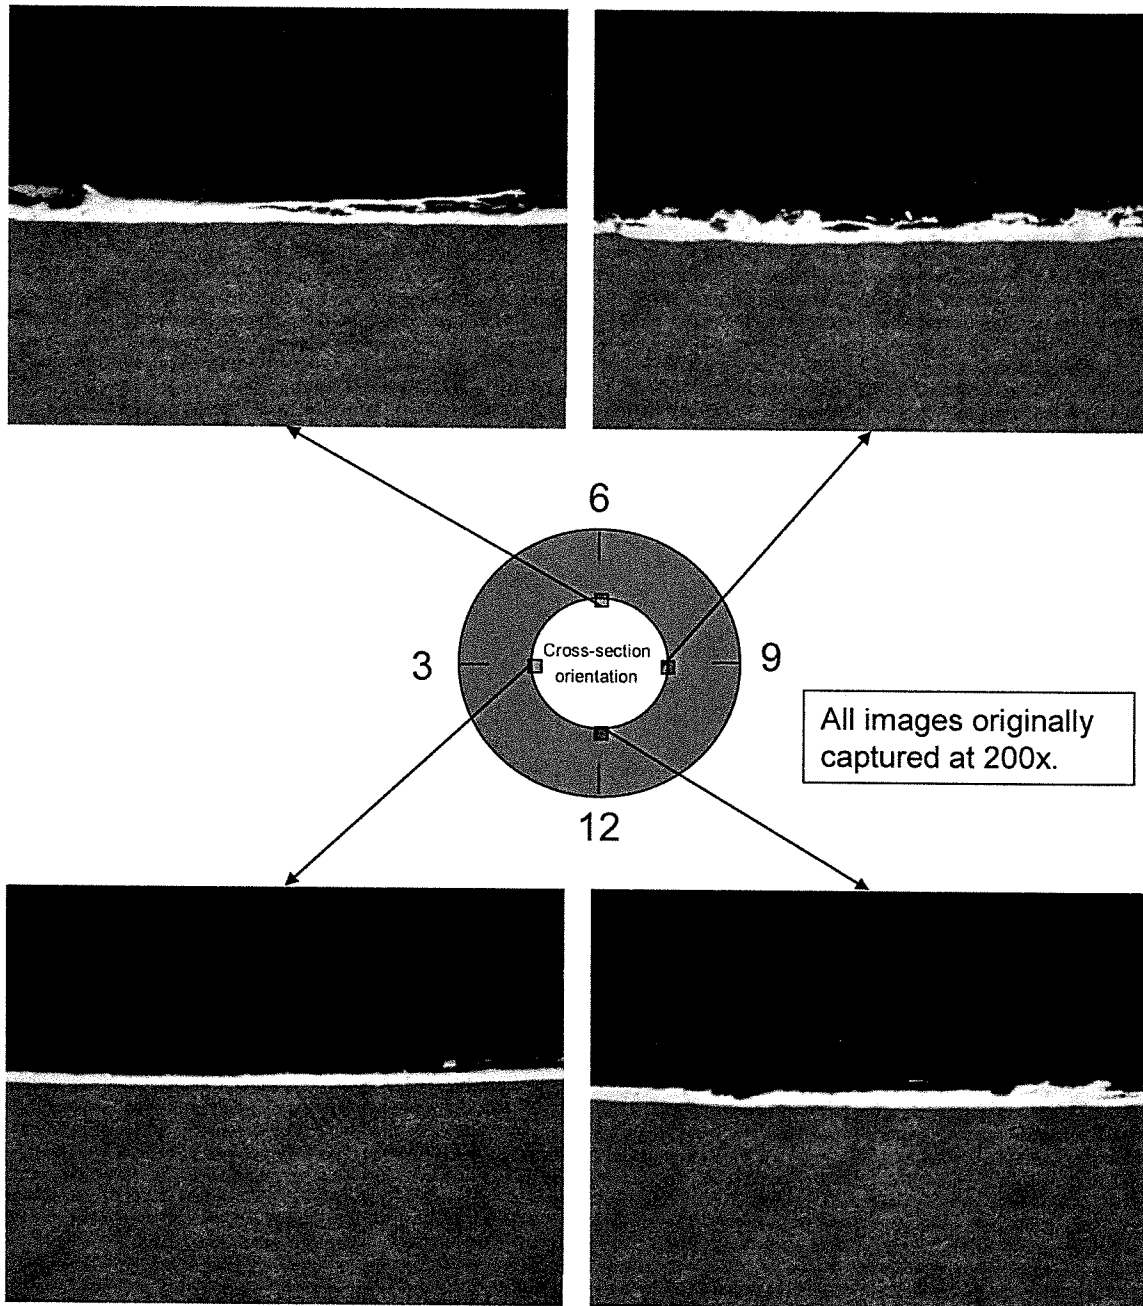 6
3
Cross-section
orientation
9
All images originally
captured at 200x.
12